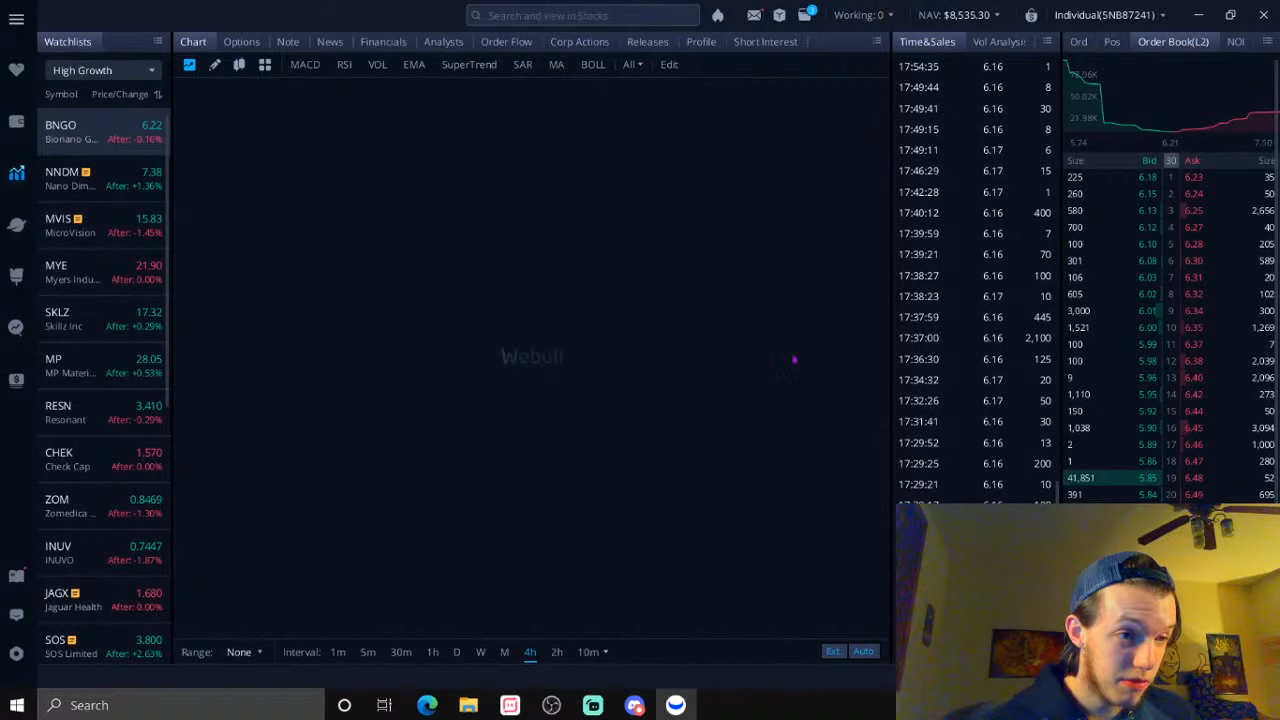 Search and view in Stocks
3
Working: 0
NAV: $8,535.30
Individual(5NB87241)
Watchlists
Chart Options Note News Financials Analysts Order Flow Corp Actions Releases Profile Short Interest
Time&Sales Vol Analysis
Ord Pos Order Book(L2) NOI
High Growth
MACD RSI VOL EMA SuperTrend SAR MA BOLL All Edit
Symbol Price/Change
BNGO 6.22
Bionano G... After: -0.16%
NNDM 7.38
Nano Dim... After: +1.36%
MVIS 15.83
MicroVision After: -1.45%
MYE 21.90
Myers Indu... After: 0.00%
SKLZ 17.32
Skillz Inc After: +0.29%
MP 28.05
MP Materi... After: +0.53%
RESN 3.410
Resonant After: -0.29%
CHEK 1.570
Check Cap After: 0.00%
ZOM 0.8469
Zomedica ... After: -1.30%
INUV 0.7447
INUVO After: -1.87%
JAGX 1.680
Jaguar Health After: 0.00%
SOS 3.800
SOS Limited After: +2.63%
Webull
Range: None Interval: 1m 5m 30m 1h D W M 4h 2h 10m
Ext. Auto
17:54:35 6.16 1
17:49:44 6.16 8
17:49:41 6.16 30
17:49:15 6.16 8
17:49:11 6.16 6
17:46:29 6.17 15
17:42:28 6.17 1
17:40:12 6.16 400
17:39:59 6.16 7
17:39:21 6.16 70
17:38:27 6.16 100
17:38:23 6.17 10
17:37:59 6.16 445
17:37:00 6.16 2,100
17:36:30 6.16 125
17:34:32 6.16 20
17:32:26 6.16 50
17:31:41 6.16 30
17:29:52 6.16 13
17:29:25 6.16 200
17:29:21 6.16 10
50.02K
21.98K
5.74 6.21 7.50
Size Bid 30 Ask Size
225 6.18 1 6.23 35
260 6.15 2 6.24 50
580 6.13 3 6.25 2,656
700 6.12 4 6.27 40
100 6.10 5 6.28 205
301 6.08 6 6.30 589
106 6.03 7 6.31 20
605 6.02 8 6.32 102
3,000 6.01 9 6.34 300
1,521 6.00 10 6.35 1,269
100 5.99 11 6.37 7
100 5.98 12 6.38 2,039
9 5.96 13 6.40 2,096
1,110 5.95 14 6.42 273
150 5.92 15 6.44 50
1,038 5.90 16 6.45 3,094
2 5.89 17 6.46 1,000
1 5.86 18 6.47 280
41,851 5.85 19 6.48 52
391 5.84 20 6.49 695
Search